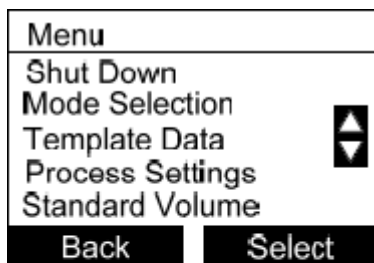 Menu
Shut Down
Mode Selection
Template Data
Process Settings
Standard Volume
Back Select